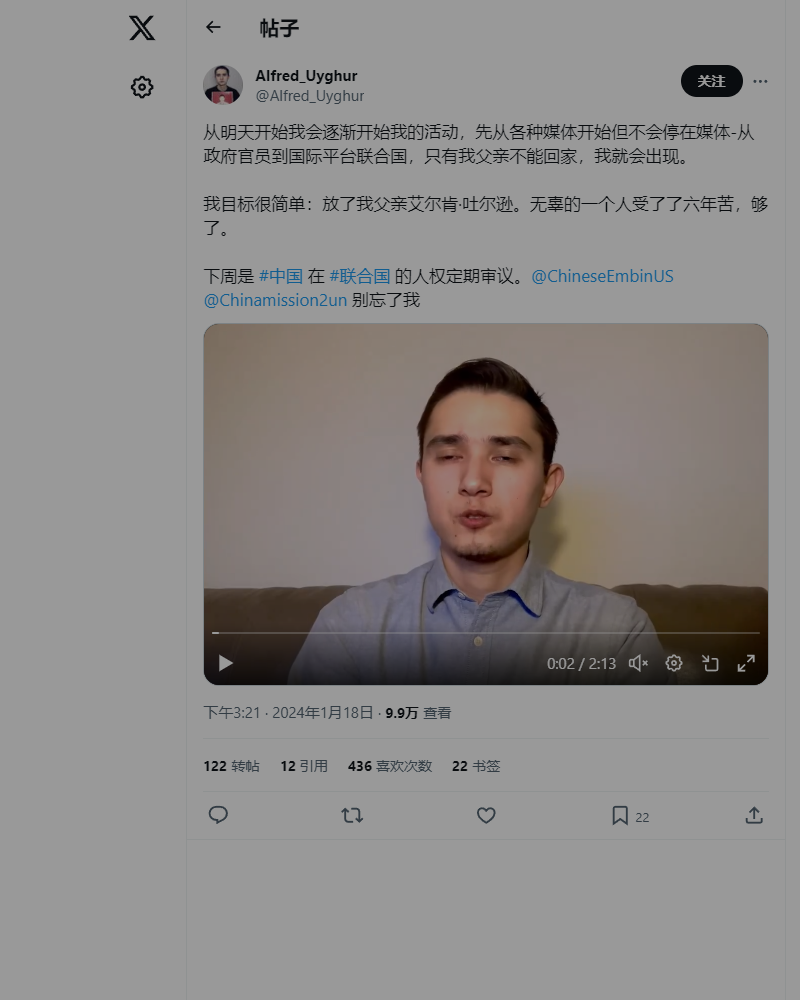 帖子
Alfred_Uyghur
@Alfred_Uyghur
关注
从明天开始我会逐渐开始我的活动，先从各种媒体开始但不会停在媒体-从
政府官员到国际平台联合国，只有我父亲不能回家，我就会出现。
我目标很简单：放了我父亲艾尔肯·吐尔逊。无辜的一个人受了了六年苦，够
了。
下周是 #中国 在 #联合国 的人权定期审议。@ChineseEmbinUS
@Chinamission2un 别忘了我
0:02 / 2:13
下午3:21 · 2024年1月18日 · 9.9万 查看
122 转帖 12 引用 436 喜欢次数 22 书签
22